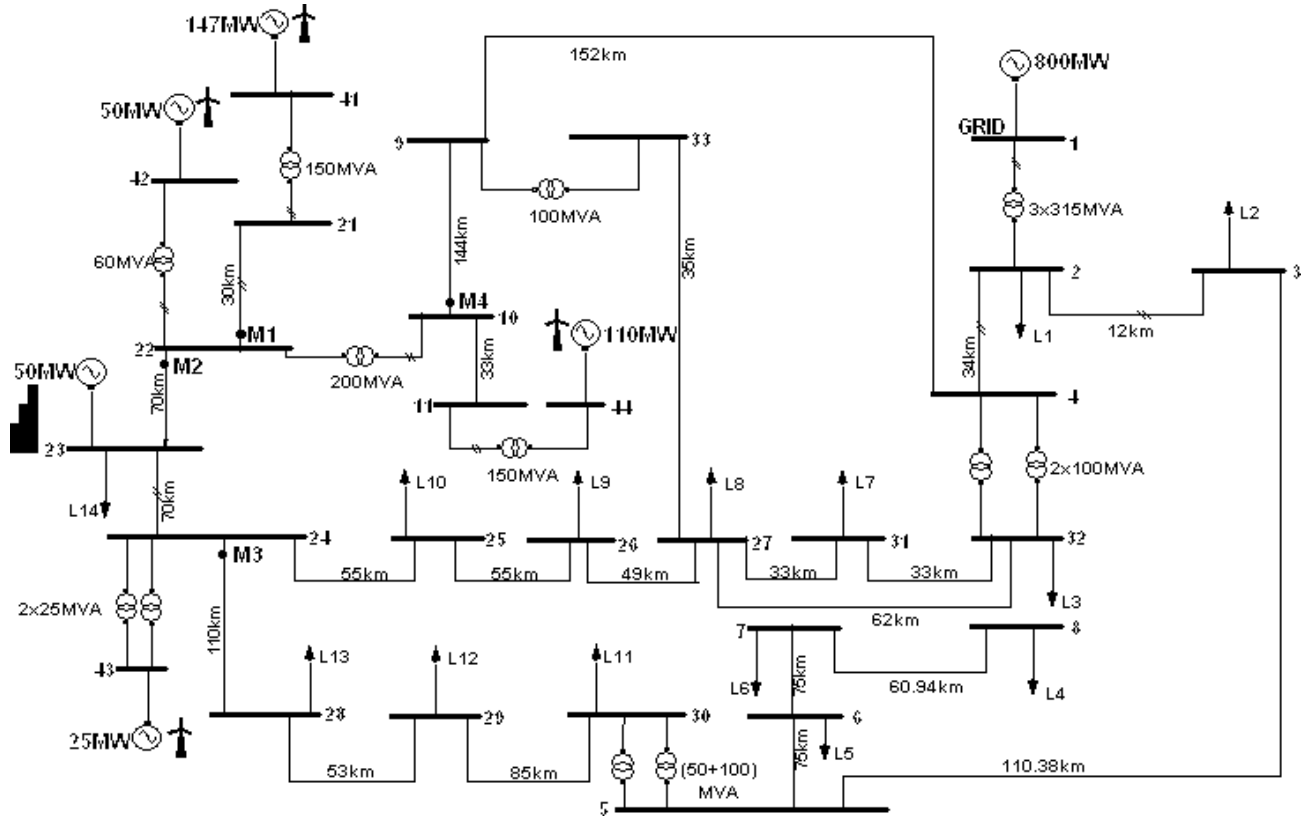 147MW
152km
800MW
50MW
41
GRID
9
33
1
150MVA
42
100MVA
3x315MVA
L2
21
144km
35km
60MVA
30km
2
3
M4
M1
10
110MW
L1
12km
22
34km
33km
M2
200MVA
50MW
70km
11
44
4
23
150MVA
2x100MVA
L10
L9
L8
L7
L14
70km
24
25
26
27
31
32
M3
55km
55km
49km
33km
33km
2x25MVA
L3
62km
110km
7
8
43
L13
L12
L11
L6
75km
60.94km
L4
28
29
30
6
25MW
L5
53km
85km
(50+100)
MVA
75km
110.38km
5